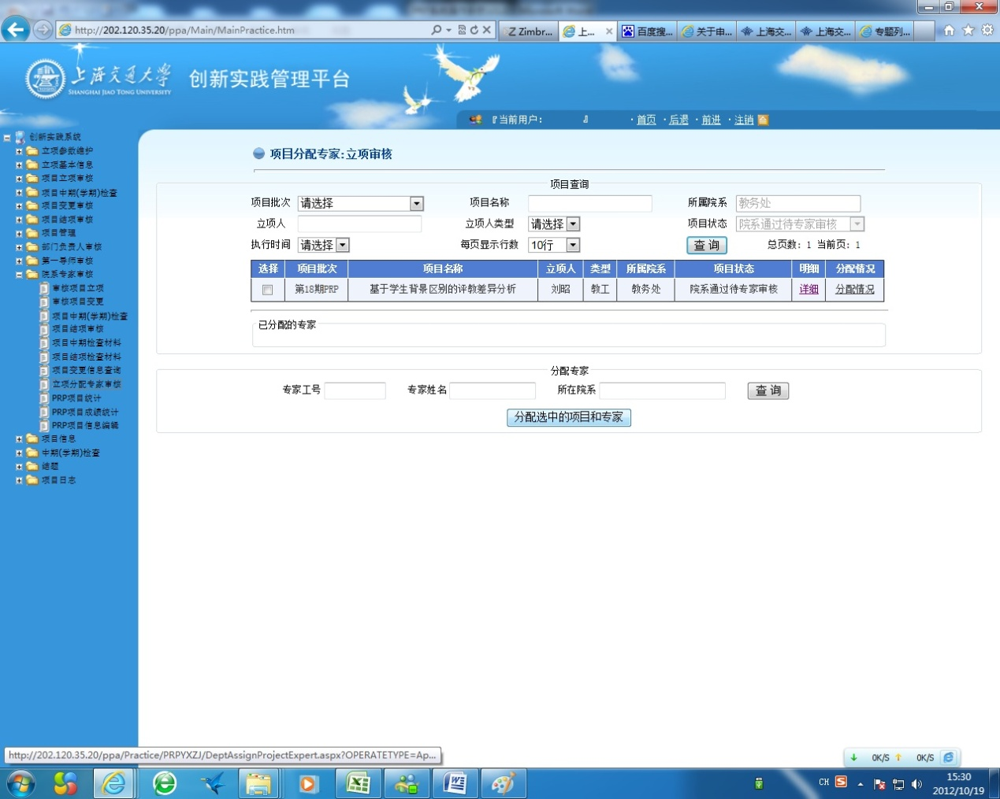 http://202.120.35.20/ppa/Main/MainPractice.htm
Zimbr...
上...
百度搜...
关于申...
上海交...
上海交...
专题列...
上海交通大学
SHANGHAI JIAO TONG UNIVERSITY
创新实践管理平台
『当前用户: 』 ·首页 ·后退 ·前进 ·注销
创新实践系统
立项参数维护
立项基本信息
项目立项审核
项目中期(学期)检查
项目变更审核
项目结项审核
项目管理
部门负责人审核
第一导师审核
院系专家审核
审核项目立项
审核项目变更
项目中期(学期)检查
项目结项审核
项目中期检查材料
项目结项检查材料
项目变更信息查询
立项分配专家审核
PRP项目统计
PRP项目成绩统计
PRP项目信息编辑
项目信息
中期(学期)检查
结题
项目日志
项目分配专家:立项审核
项目查询
项目批次 请选择 项目名称 所属院系 教务处
立项人 立项人类型 请选择 项目状态 院系通过待专家审核
执行时间 请选择 每页显示行数 10行 查 询 总页数: 1 当前页: 1
选择 项目批次 项目名称 立项人 类型 所属院系 项目状态 明细 分配情况
第18期PRP 基于学生背景区别的评教差异分析 刘昭 教工 教务处 院系通过待专家审核 详细 分配情况
已分配的专家
分配专家
专家工号 专家姓名 所在院系 查 询
分配选中的项目和专家
http://202.120.35.20/ppa/Practice/PRPYXZJ/DeptAssignProjectExpert.aspx?OPERATETYPE=Ap...
0K/S 0K/S
CH
15:30
2012/10/19